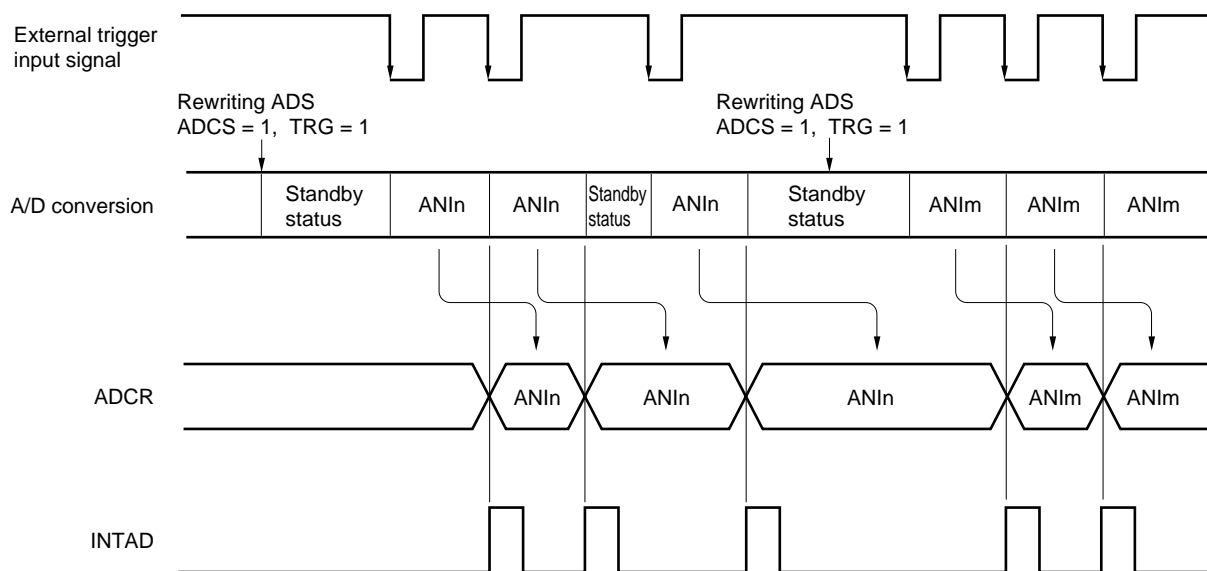 External trigger
input signal
Rewriting ADS
ADCS = 1, TRG = 1
Rewriting ADS
ADCS = 1, TRG = 1
A/D conversion
Standby
status
ANIn
ANIn
Standby
status
ANIn
Standby
status
ANIm
ANIm
ANIm
ADCR
ANIn
ANIn
ANIn
ANIm
ANIm
INTAD